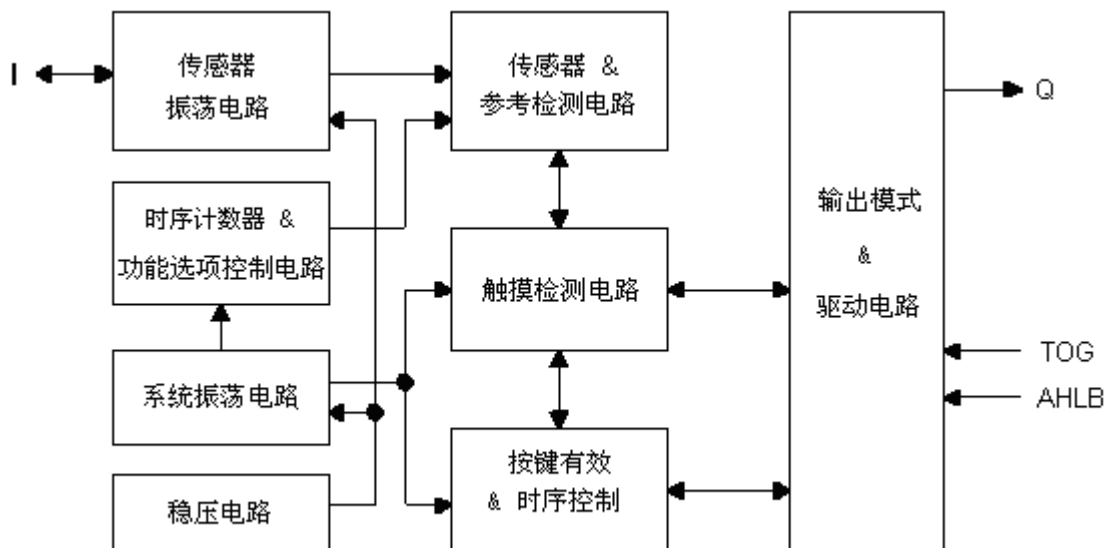 I
传感器
振荡电路
传感器 &
参考检测电路
Q
时序计数器 &
功能选项控制电路
触摸检测电路
输出模式
&
驱动电路
系统振荡电路
TOG
AHLB
稳压电路
按键有效
& 时序控制